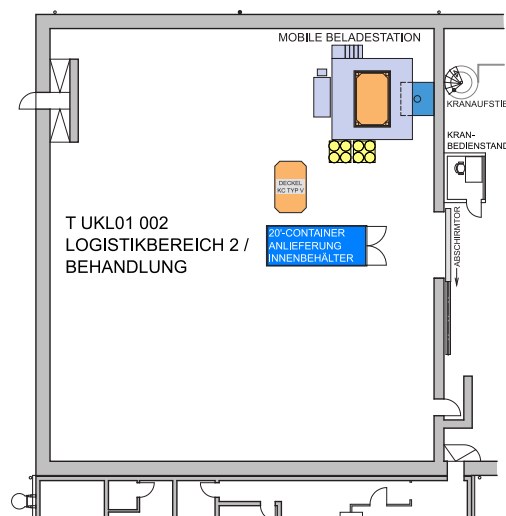 MOBILE BELADESTATION
KRANAUFSTIE
KRAN-
BEDIENSTAND
DECKEL
KC TYP V
T UKL01 002
LOGISTIKBEREICH 2 /
BEHANDLUNG
20'-CONTAINER
ANLIEFERUNG
INNENBEHÄLTER
ABSCHIRMTOR